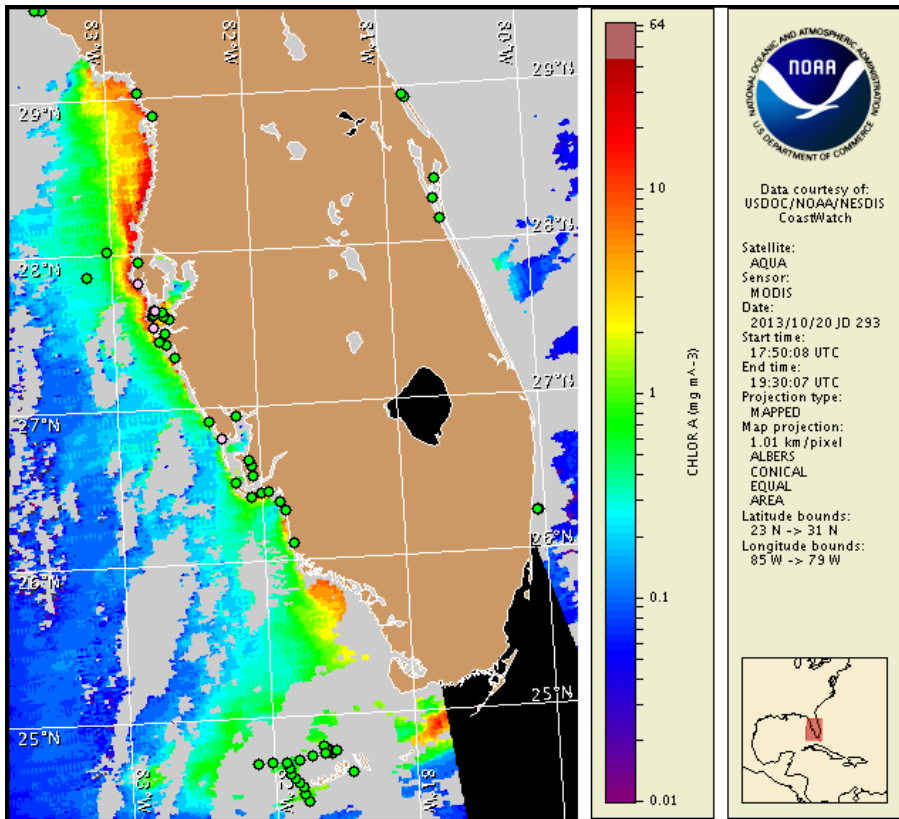 83°W
82°W
81°W
80°W
29°N
29°N
28°N
28°N
27°N
27°N
26°N
26°N
25°N
25°N
83°W
82°W
81°W
64
10
1
0.1
0.01
CHLOR A (mg m^-3)
NATIONAL OCEANIC AND ATMOSPHERIC ADMINISTRATION
NOAA
U.S. DEPARTMENT OF COMMERCE
Data courtesy of:
USDOC/NOAA/NESDIS
CoastWatch
Satellite:
AQUA
Sensor:
MODIS
Date:
2013/10/20 JD 293
Start time:
17:50:08 UTC
End time:
19:30:07 UTC
Projection type:
MAPPED
Map projection:
1.01 km/pixel
ALBERS
CONICAL
EQUAL
AREA
Latitude bounds:
23 N -> 31 N
Longitude bounds:
85 W -> 79 W